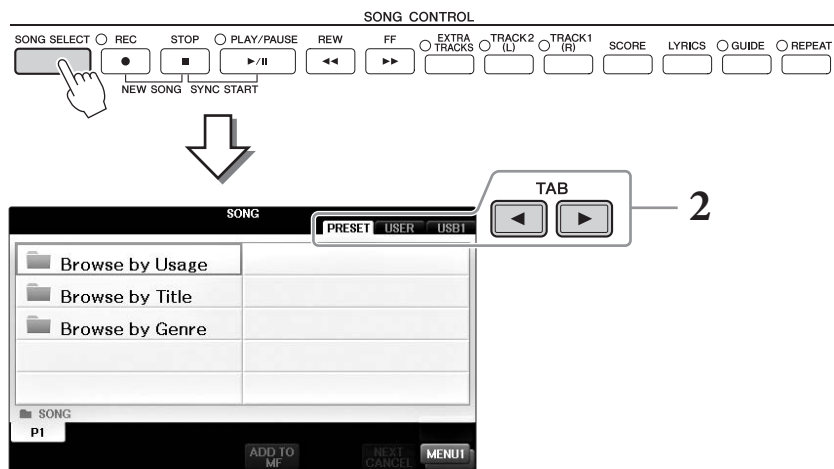 SONG CONTROL
SONG SELECT REC STOP PLAY/PAUSE REW FF EXTRA TRACKS TRACK2 (L) TRACK1 (R) SCORE LYRICS GUIDE REPEAT
NEW SONG SYNC START
TAB
2
SONG
PRESET USER USB1
Browse by Usage
Browse by Title
Browse by Genre
SONG
P1
ADD TO MF NEXT CANCEL MENU1